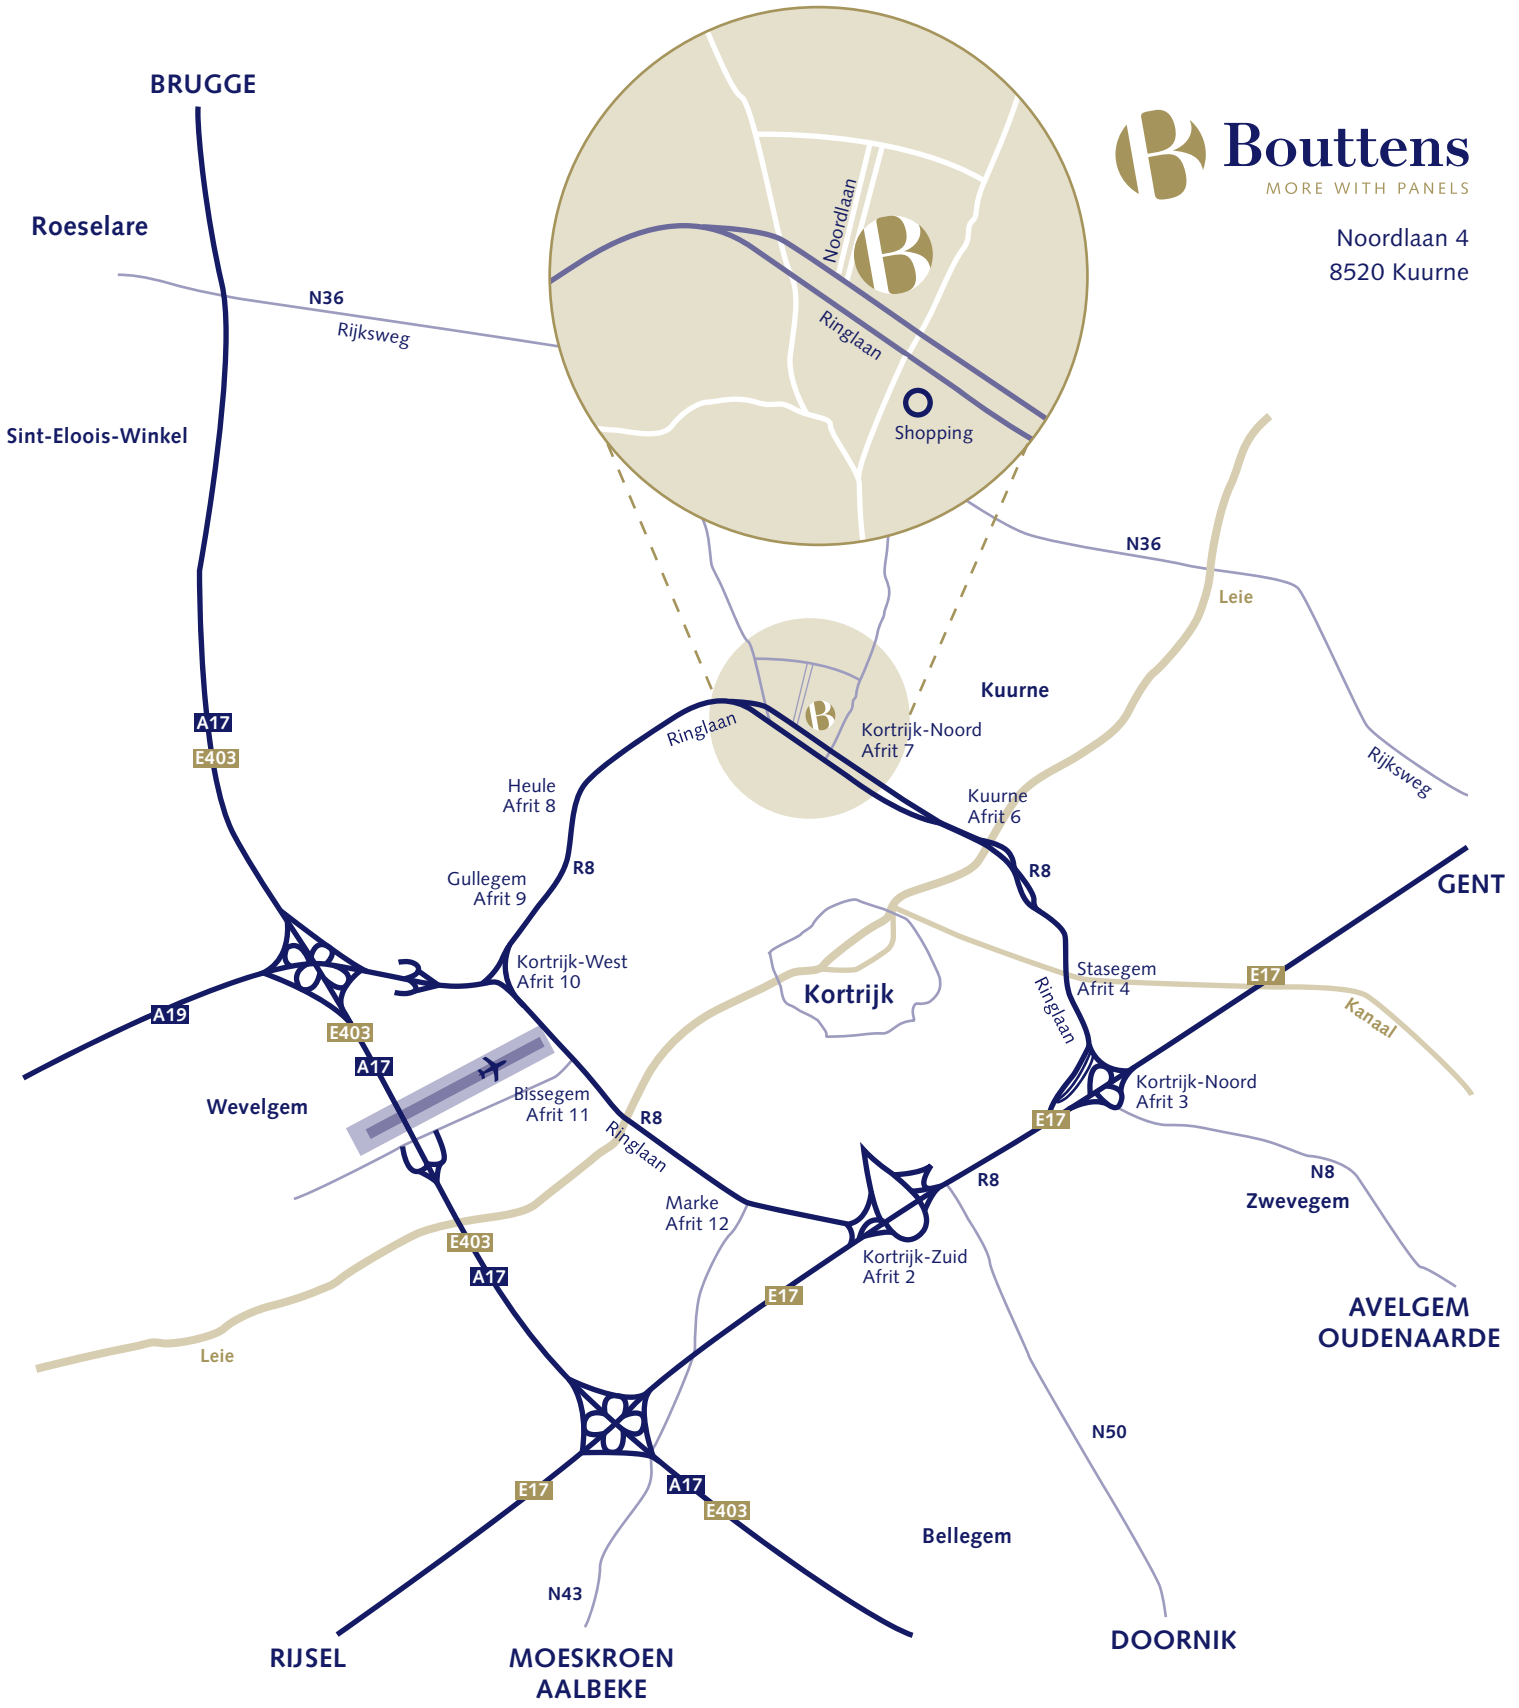 BRUGGE
Bouttens
MORE WITH PANELS
Noordlaan 4
8520 Kuurne
Roeselare
N36
Rijksweg
Noordlaan
Ringlaan
Shopping
Sint-Eloois-Winkel
N36
Leie
Kuurne
A17
E403
Ringlaan
Kortrijk-Noord
Afrit 7
Rijksweg
Heule
Afrit 8
Kuurne
Afrit 6
R8
R8
GENT
Gullegem
Afrit 9
Kortrijk-West
Afrit 10
Kortrijk
Stasegem
Afrit 4
E17
Ringlaan
Kanaal
A19
E403
A17
Wevelgem
Bissegem
Afrit 11
R8
Ringlaan
Kortrijk-Noord
Afrit 3
E17
R8
N8
Zwevegem
Marke
Afrit 12
E403
A17
Kortrijk-Zuid
Afrit 2
E17
AVELGEM
OUDENAARDE
Leie
N50
E17
A17
E403
Bellegem
N43
RIJSEL
MOESKROEN
AALBEKE
DOORNIK